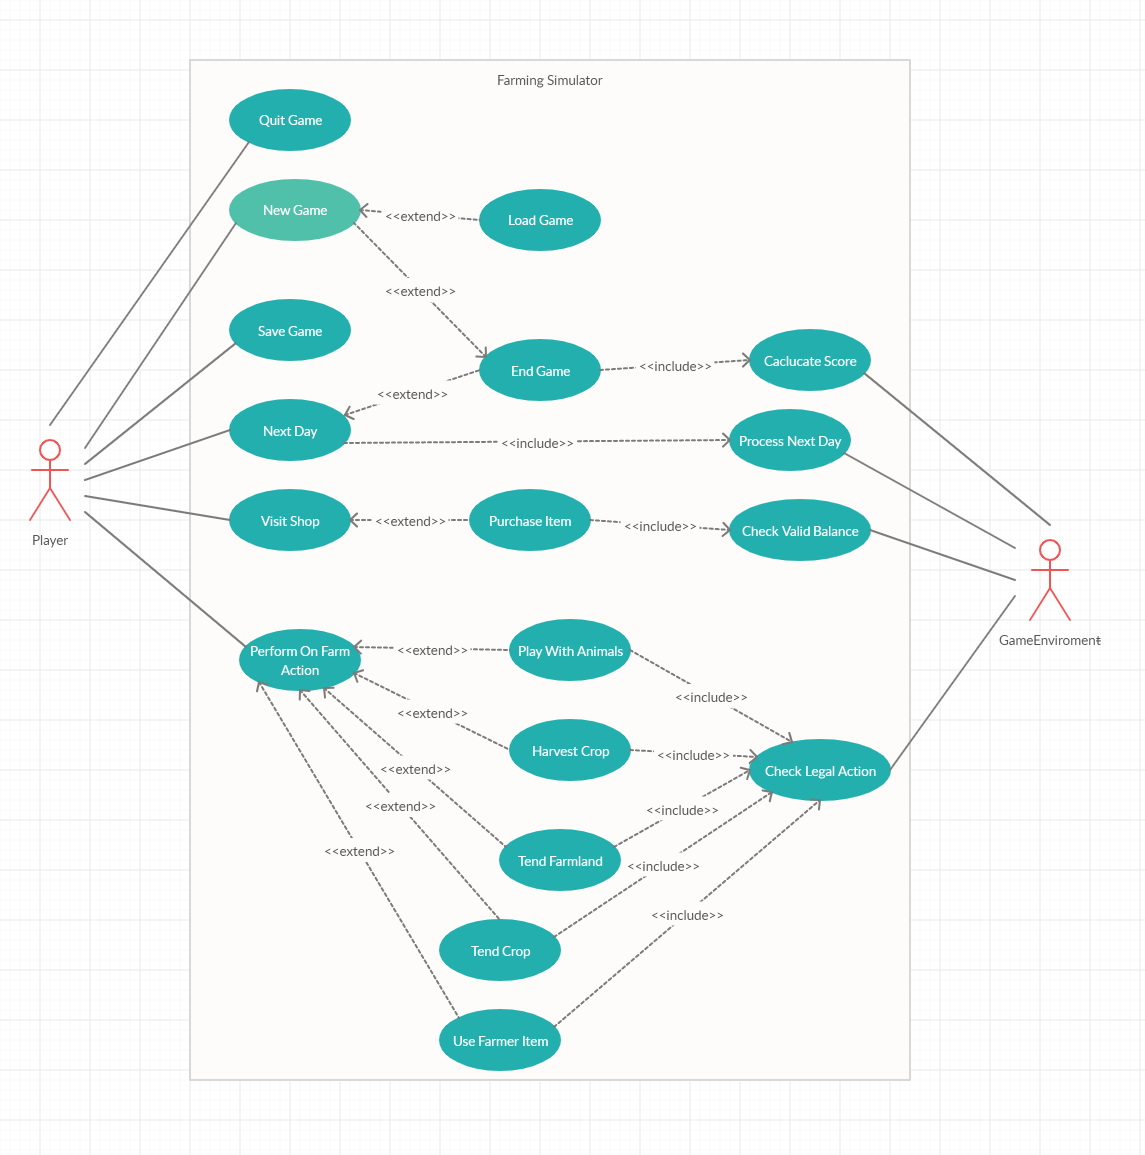 Farming Simulator
Quit Game
New Game
<<extend>>
Load Game
<<extend>>
Save Game
End Game
<<include>>
Caclucate Score
<<extend>>
Next Day
<<include>>
Process Next Day
Visit Shop
<<extend>>
Purchase Item
<<include>>
Check Valid Balance
Player
GameEnviroment
Perform On Farm
Action
<<extend>>
Play With Animals
<<include>>
<<extend>>
Harvest Crop
<<include>>
Check Legal Action
<<extend>>
<<extend>>
<<include>>
<<extend>>
Tend Farmland
<<include>>
<<include>>
Tend Crop
Use Farmer Item